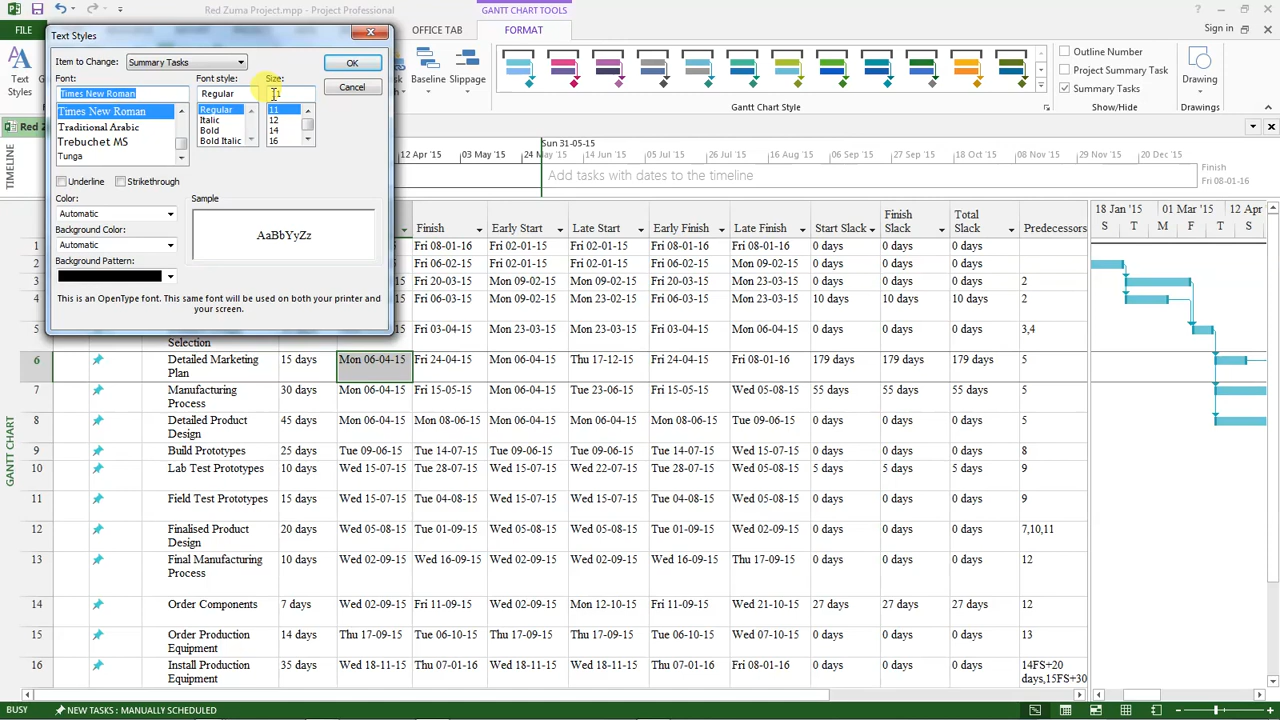 Red Zuma Project.mpp - Project Professional
GANTT CHART TOOLS
FILE
OFFICE TAB
FORMAT
Sign in
Text Styles
Item to Change:
Summary Tasks
OK
Cancel
Font:
Font style:
Size:
Times New Roman
Regular
Times New Roman
Traditional Arabic
Trebuchet MS
Tunga
Regular
Italic
Bold
Bold Italic
11
12
14
16
Underline
Strikethrough
Color:
Automatic
Background Color:
Automatic
Background Pattern:
Sample
AaBbYyZz
This is an OpenType font. This same font will be used on both your printer and
your screen.
Text
Styles
Baseline
Slippage
Gantt Chart Style
Outline Number
Project Summary Task
Summary Tasks
Show/Hide
Drawing
Drawings
TIMELINE
Sun 31-05-15
12 Apr '15 03 May '15 24 May '15 14 Jun '15 05 Jul '15 26 Jul '15 16 Aug '15 06 Sep '15 27 Sep '15 18 Oct '15 08 Nov '15 29 Nov '15 20 Dec '15
Add tasks with dates to the timeline
Finish
Fri 08-01-16
GANTT CHART
Finish Early Start Late Start Early Finish Late Finish Start Slack Finish Slack Total Slack Predecessors
18 Jan '15 01 Mar '15 12 Apr
S T M F T S
1 Fri 08-01-16 Fri 02-01-15 Fri 02-01-15 Fri 08-01-16 Fri 08-01-16 0 days 0 days 0 days
2 Fri 06-02-15 Fri 02-01-15 Fri 02-01-15 Fri 06-02-15 Mon 09-02-15 0 days 0 days 0 days
3 Fri 20-03-15 Mon 09-02-15 Mon 09-02-15 Fri 20-03-15 Mon 23-03-15 0 days 0 days 0 days 2
4 Fri 06-03-15 Mon 09-02-15 Mon 23-02-15 Fri 06-03-15 Mon 23-03-15 10 days 10 days 10 days 2
5 Selection Fri 03-04-15 Mon 23-03-15 Mon 23-03-15 Fri 03-04-15 Mon 06-04-15 0 days 0 days 0 days 3,4
6 Detailed Marketing Plan 15 days Mon 06-04-15 Fri 24-04-15 Mon 06-04-15 Thu 17-12-15 Fri 24-04-15 Fri 08-01-16 179 days 179 days 179 days 5
7 Manufacturing Process 30 days Mon 06-04-15 Fri 15-05-15 Mon 06-04-15 Tue 23-06-15 Fri 15-05-15 Wed 05-08-15 55 days 55 days 55 days 5
8 Detailed Product Design 45 days Mon 06-04-15 Mon 08-06-15 Mon 06-04-15 Mon 06-04-15 Mon 08-06-15 Tue 09-06-15 0 days 0 days 0 days 5
9 Build Prototypes 25 days Tue 09-06-15 Tue 14-07-15 Tue 09-06-15 Tue 09-06-15 Tue 14-07-15 Wed 15-07-15 0 days 0 days 0 days 8
10 Lab Test Prototypes 10 days Wed 15-07-15 Tue 28-07-15 Wed 15-07-15 Wed 22-07-15 Tue 28-07-15 Wed 05-08-15 5 days 5 days 5 days 9
11 Field Test Prototypes 15 days Wed 15-07-15 Tue 04-08-15 Wed 15-07-15 Wed 15-07-15 Tue 04-08-15 Wed 05-08-15 0 days 0 days 0 days 9
12 Finalised Product Design 20 days Wed 05-08-15 Tue 01-09-15 Wed 05-08-15 Wed 05-08-15 Tue 01-09-15 Wed 02-09-15 0 days 0 days 0 days 7,10,11
13 Final Manufacturing Process 10 days Wed 02-09-15 Wed 16-09-15 Wed 02-09-15 Wed 02-09-15 Wed 16-09-15 Thu 17-09-15 0 days 0 days 0 days 12
14 Order Components 7 days Wed 02-09-15 Fri 11-09-15 Wed 02-09-15 Mon 12-10-15 Fri 11-09-15 Wed 21-10-15 27 days 27 days 27 days 12
15 Order Production Equipment 14 days Thu 17-09-15 Tue 06-10-15 Thu 17-09-15 Thu 17-09-15 Tue 06-10-15 Wed 07-10-15 0 days 0 days 0 days 13
16 Install Production Equipment 35 days Wed 18-11-15 Thu 07-01-16 Wed 18-11-15 Wed 18-11-15 Thu 07-01-16 Fri 08-01-16 0 days 0 days 0 days 14FS+20 days,15FS+30
BUSY
NEW TASKS : MANUALLY SCHEDULED